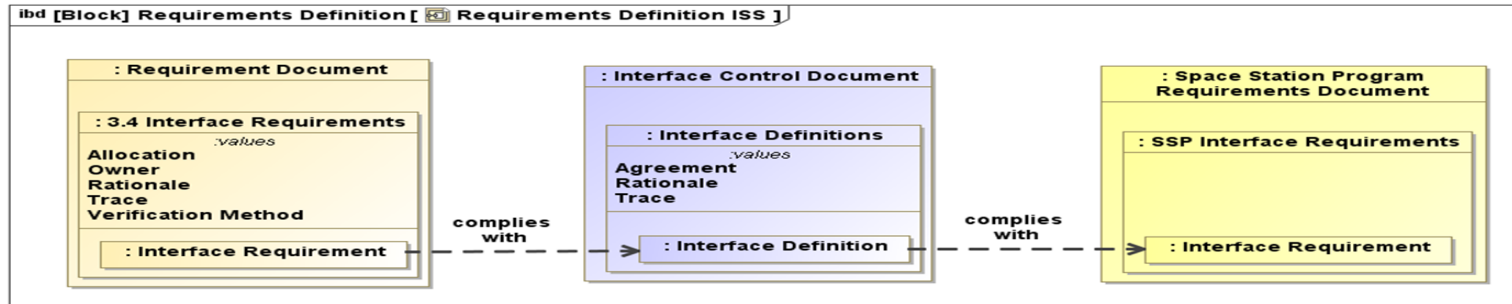 ibd [Block] Requirements Definition [ Requirements Definition ISS ]
: Requirement Document
: 3.4 Interface Requirements
:values
Allocation
Owner
Rationale
Trace
Verification Method
: Interface Requirement
complies
with
: Interface Control Document
: Interface Definitions
:values
Agreement
Rationale
Trace
: Interface Definition
complies
with
: Space Station Program
Requirements Document
: SSP Interface Requirements
: Interface Requirement